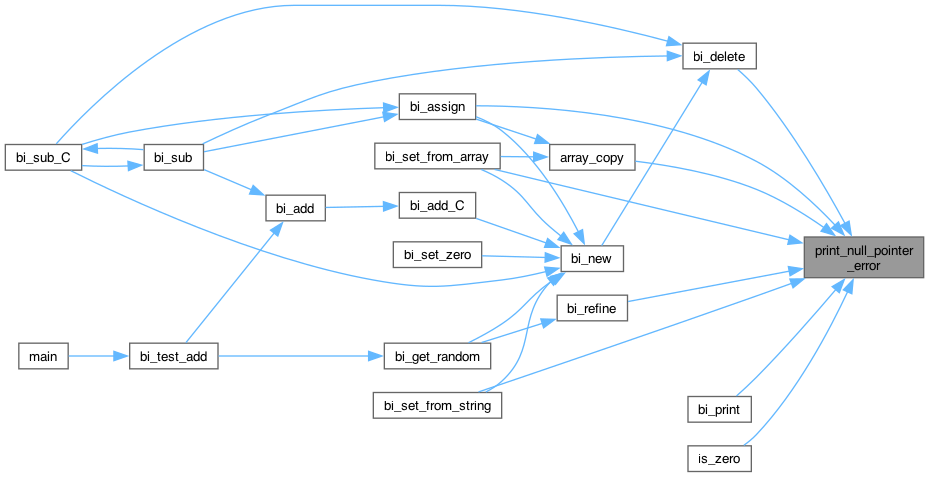 bi_delete
bi_assign
bi_sub_C
bi_sub
bi_set_from_array
array_copy
bi_add
bi_add_C
bi_set_zero
bi_new
print_null_pointer
_error
bi_refine
main
bi_test_add
bi_get_random
bi_set_from_string
bi_print
is_zero